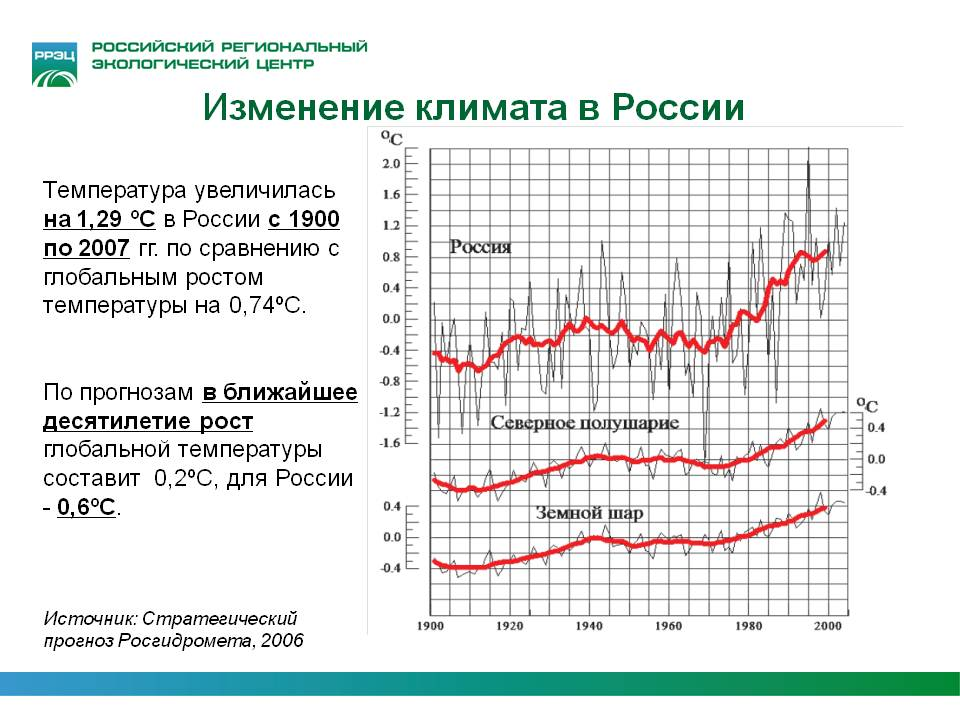 РРЭЦ
РОССИЙСКИЙ РЕГИОНАЛЬНЫЙ
ЭКОЛОГИЧЕСКИЙ ЦЕНТР
Изменение климата в России
Температура увеличилась
на 1,29 ºС в России с 1900
по 2007 гг. по сравнению с
глобальным ростом
температуры на 0,74ºС.
По прогнозам в ближайшее
десятилетие рост
глобальной температуры
составит 0,2ºС, для России
- 0,6ºС.
Источник: Стратегический
прогноз Росгидромета, 2006
ºС
2.0
1.6
1.2
0.8
0.4
0.0
-0.4
-0.8
-1.2
-1.6
Россия
Северное полушарие
ºС
0.4
0.0
-0.4
Земной шар
0.4
0.0
-0.4
1900 1920 1940 1960 1980 2000